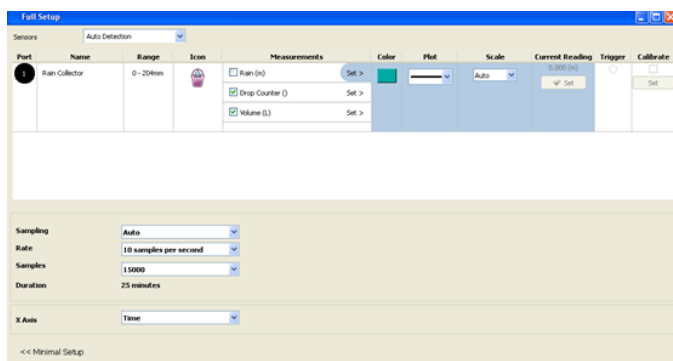 Full Setup
Sensors Auto Detection
Port Name Range Icon Measurements Color Plot Scale Current Reading Trigger Calibrate
1 Rain Collector 0 - 204mm Rain (m) Set > Auto 0.000 (m)
Set Set
Drop Counter () Set >
Volume (L) Set >
Sampling Auto
Rate 10 samples per second
Samples 15000
Duration 25 minutes
X Axis Time
<< Minimal Setup